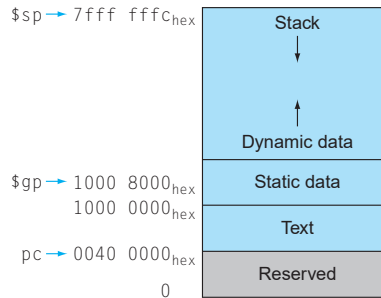 $sp → 7fff fffc hex
Stack
Dynamic data
$gp → 1000 8000 hex
Static data
1000 0000 hex
Text
pc → 0040 0000 hex
Reserved
0